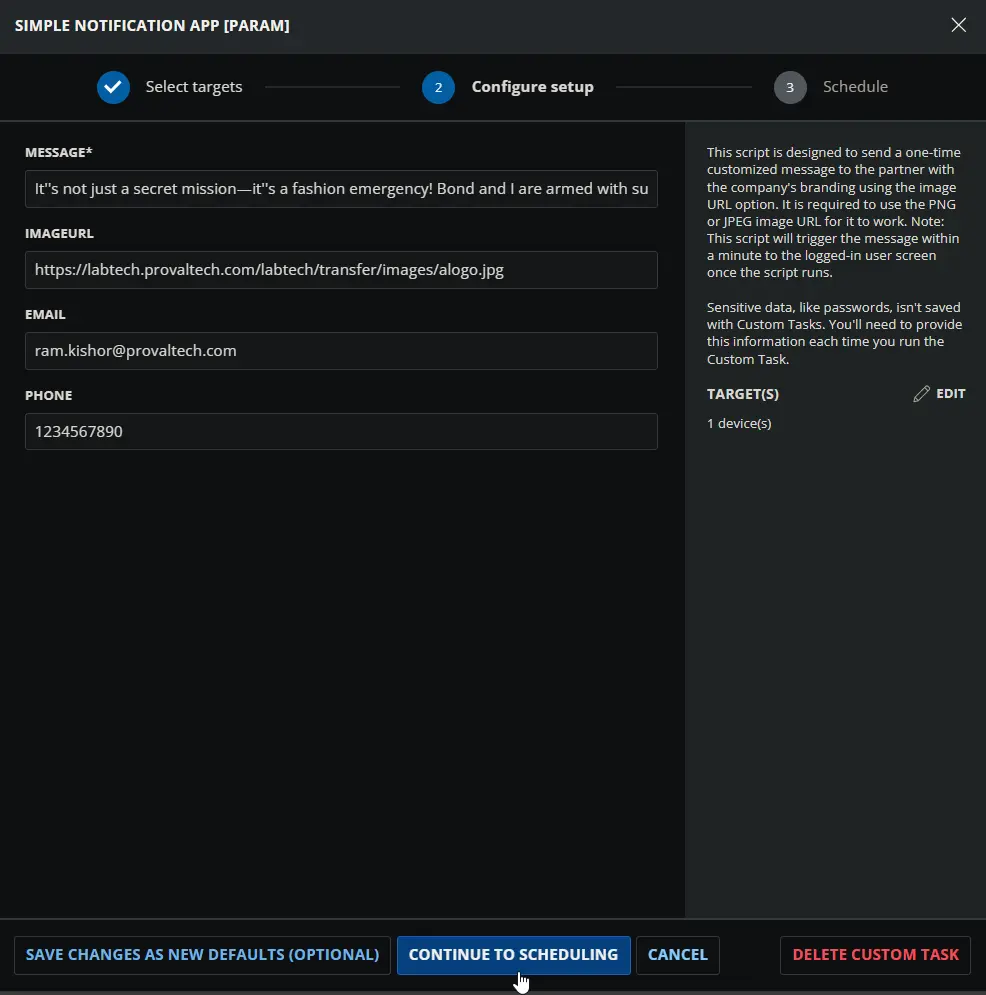 SIMPLE NOTIFICATION APP [PARAM]
Select targets
2
Configure setup
3
Schedule
MESSAGE*
It''s not just a secret mission—it''s a fashion emergency! Bond and I are armed with su
IMAGEURL
https://labtech.provaltech.com/labtech/transfer/images/alogo.jpg
EMAIL
ram.kishor@provaltech.com
PHONE
1234567890
This script is designed to send a one-time
customized message to the partner with
the company's branding using the image
URL option. It is required to use the PNG
or JPEG image URL for it to work. Note:
This script will trigger the message within
a minute to the logged-in user screen
once the script runs.
Sensitive data, like passwords, isn't saved
with Custom Tasks. You'll need to provide
this information each time you run the
Custom Task.
TARGET(S)
EDIT
1 device(s)
SAVE CHANGES AS NEW DEFAULTS (OPTIONAL)
CONTINUE TO SCHEDULING
CANCEL
DELETE CUSTOM TASK